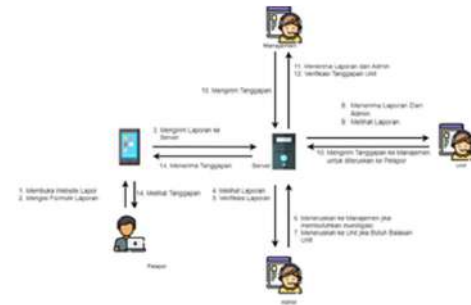 Manajemen
11. Menerima Laporan dari Admin
12. Verifikasi Tanggapan Unit
13. Mengirim Tanggapan
8. Menerima Laporan Dari
Admin
9. Melihat Laporan
3. Mengirim Laporan ke
Server
14. Menerima Tanggapan
Server
10. Mengirim Tanggapan ke Manajemen
untuk diteruskan ke Pelapor
Unit
1. Membuka Website Lapor
2. Mengisi Formulir Laporan
14. Melihat Tanggapan
4. Melihat Laporan
5. Verifikasi Laporan
6. Meneruskan ke Manajemen jika
membutuhkan investigasi
7. Meneruskan ke Unit jika Butuh Balasan
Unit
Pelapor
Admin